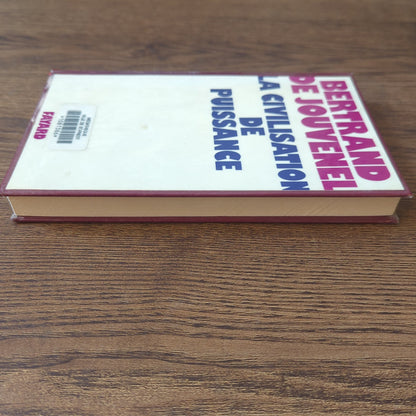 BERTRAND
DE JOUVENEL
LA CIVILISATION
DE
PUISSANCE
FAYARD